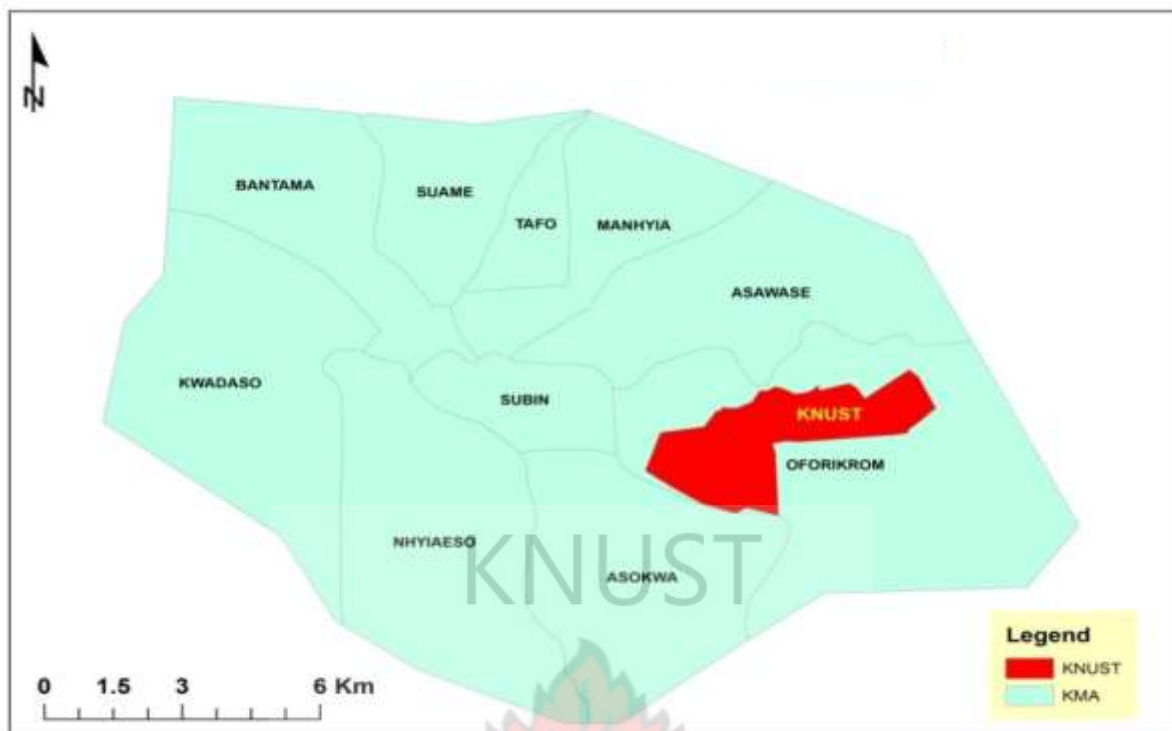 N
BANTAMA
SUAME
TAFO
MANHYIA
ASAWASE
KWADASO
SUBIN
KNUST
OFORIKROM
NHYIAESO
KNUST
ASOKWA
Legend
KNUST
KMA
0 1.5 3 6 Km